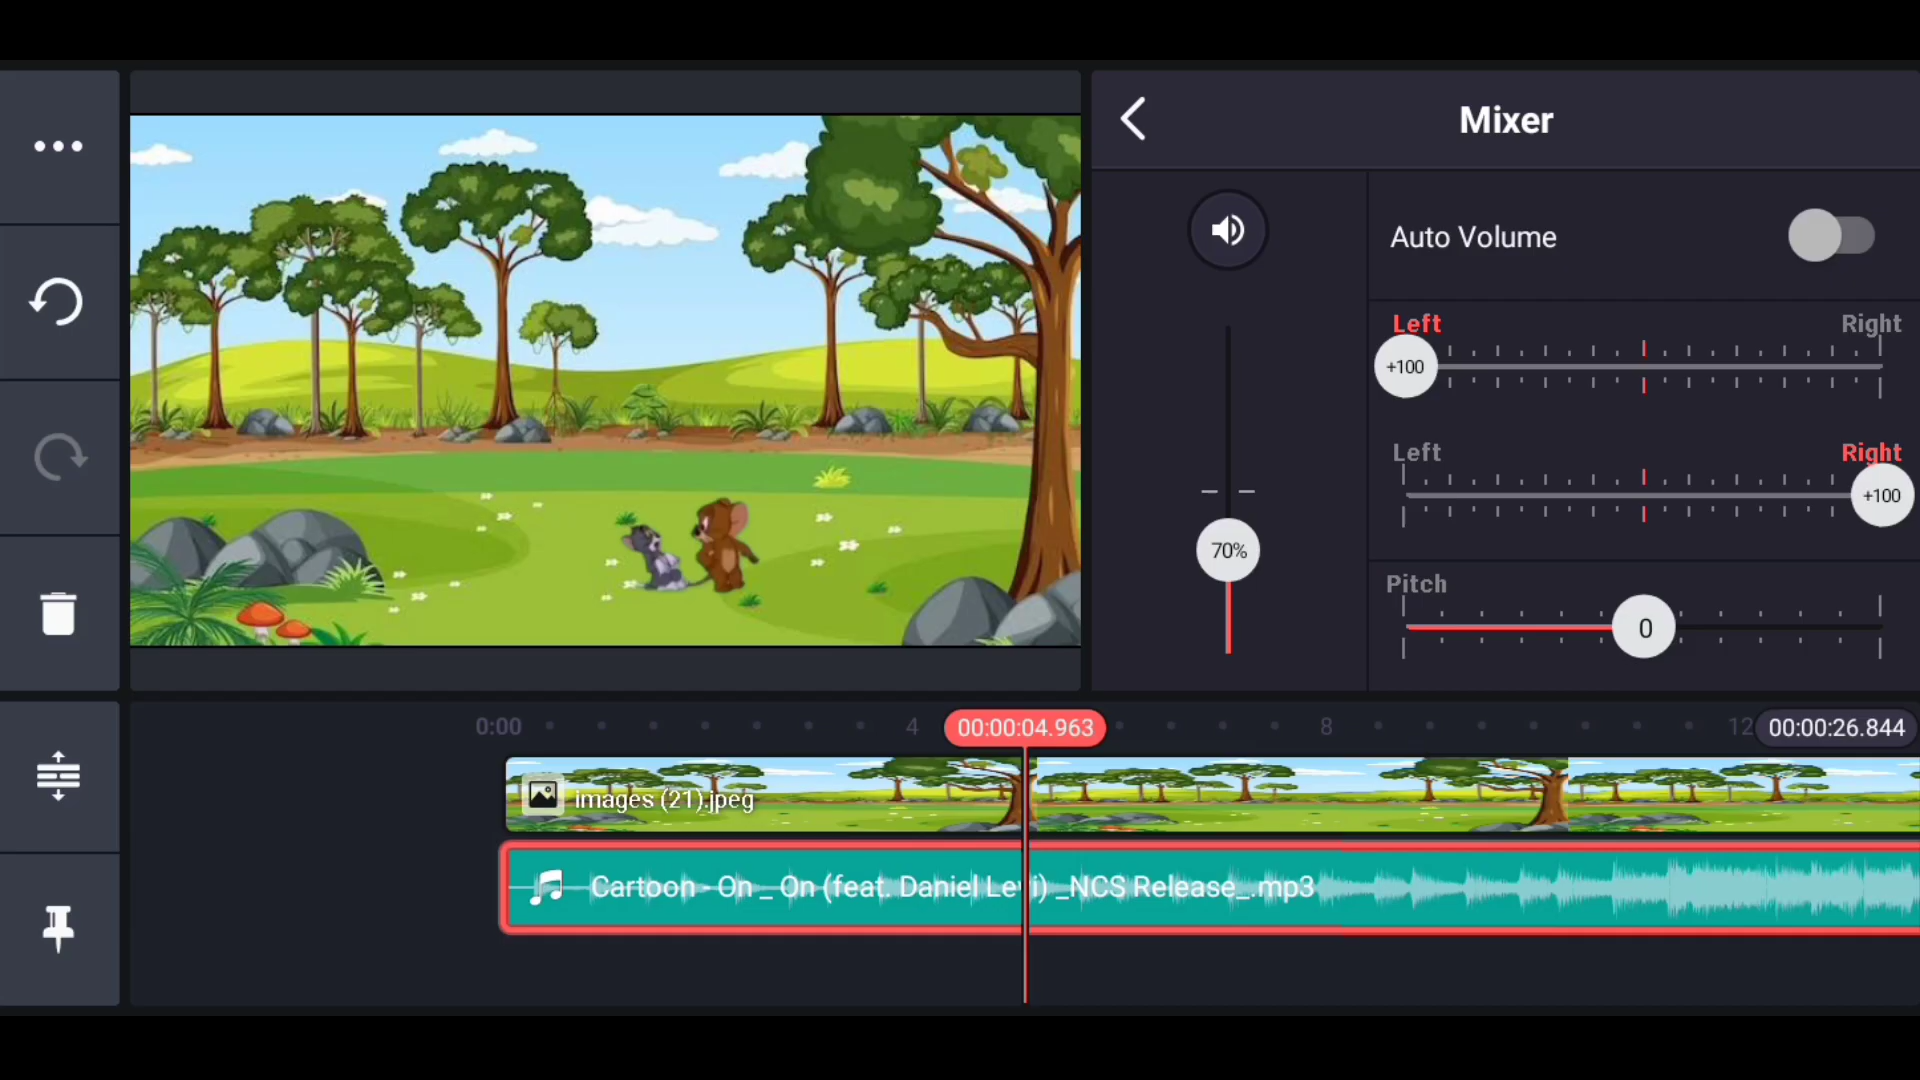 Mixer
Auto Volume
Left Right
+100
Left Right
+100
70%
Pitch
0
0:00 4 00:00:04.963 8 12 00:00:26.844
images (21).jpeg
Cartoon - On _ On (feat. Daniel Levi) _NCS Release_.mp3